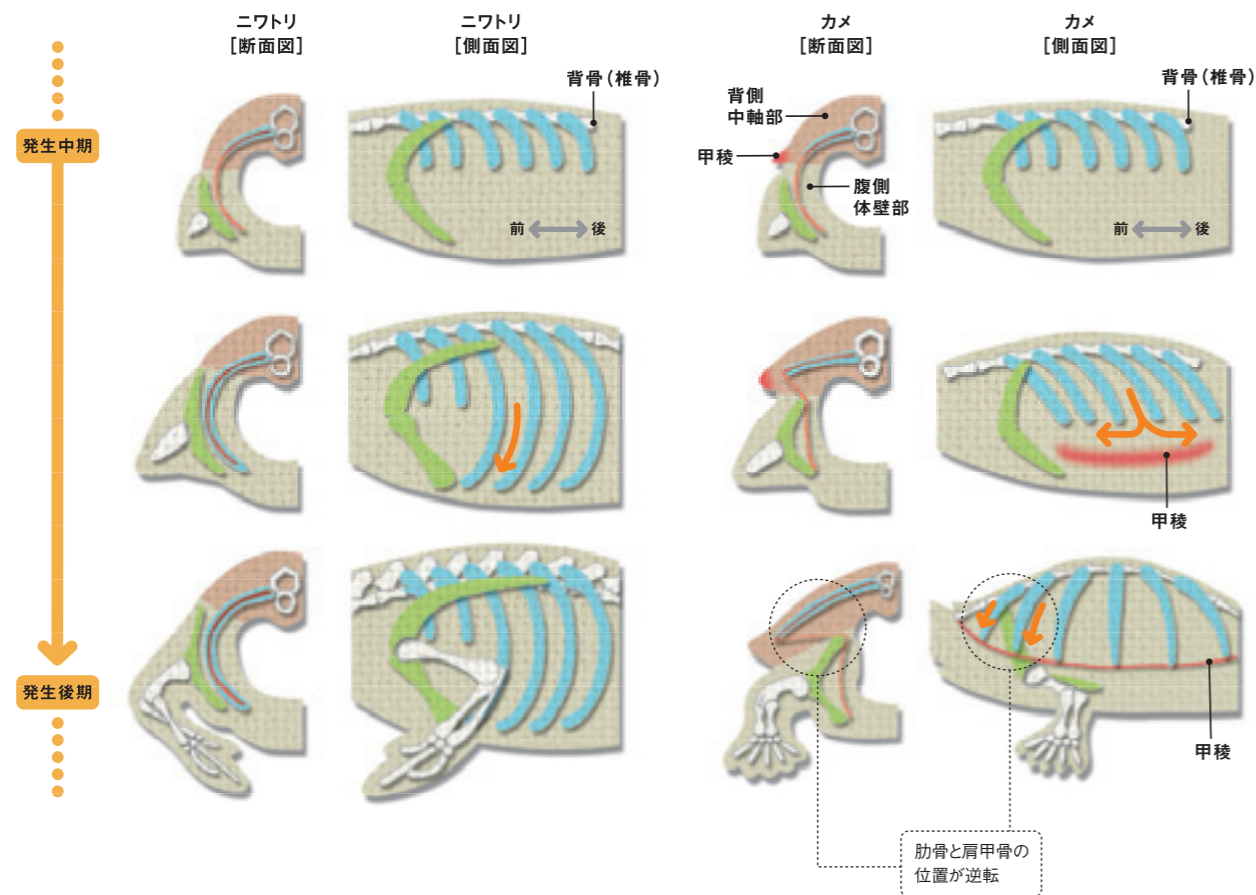 ニワトリ
[断面図]
ニワトリ
[側面図]
カメ
[断面図]
カメ
[側面図]
発生中期
背骨(椎骨)
前
後
背側
中軸部
甲稜
腹側
体壁部
背骨(椎骨)
前
後
甲稜
発生後期
甲稜
肋骨と肩甲骨の
位置が逆転